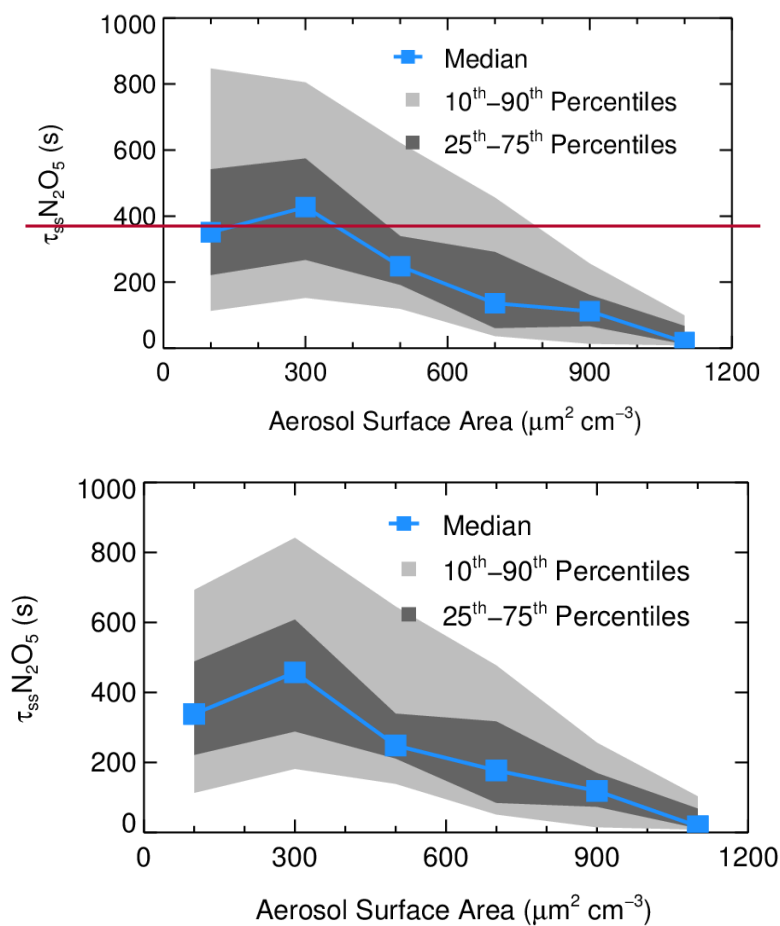 1000
Median
800
10th–90th Percentiles
25th–75th Percentiles
600
400
200
0
τssN2O5 (s)
0 300 600 900 1200
Aerosol Surface Area (μm2 cm−3)
1000
Median
800
10th–90th Percentiles
25th–75th Percentiles
600
400
200
0
τssN2O5 (s)
0 300 600 900 1200
Aerosol Surface Area (μm2 cm−3)